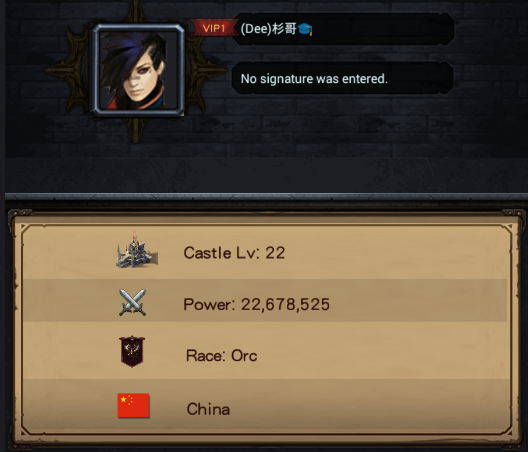 VIP1 (Dee)杉哥
No signature was entered.
Castle Lv: 22
Power: 22,678,525
Race: Orc
China